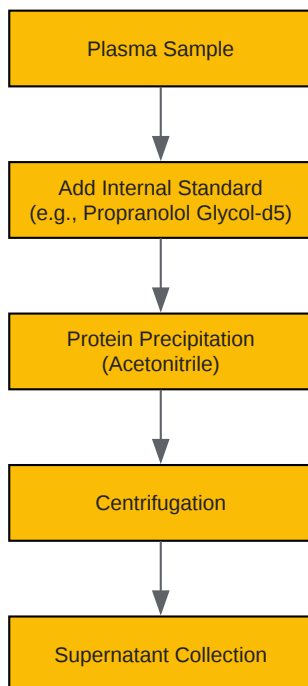 Plasma Sample
Add Internal Standard
(e.g., Propranolol Glycol-d5)
Protein Precipitation
(Acetonitrile)
Centrifugation
Supernatant Collection